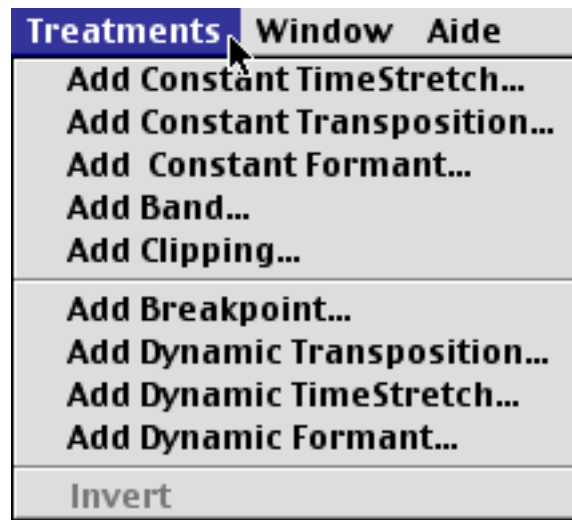 Treatments Window Aide
Add Constant TimeStretch...
Add Constant Transposition...
Add  Constant Formant...
Add Band...
Add Clipping...
Add Breakpoint...
Add Dynamic Transposition...
Add Dynamic TimeStretch...
Add Dynamic Formant...
Invert